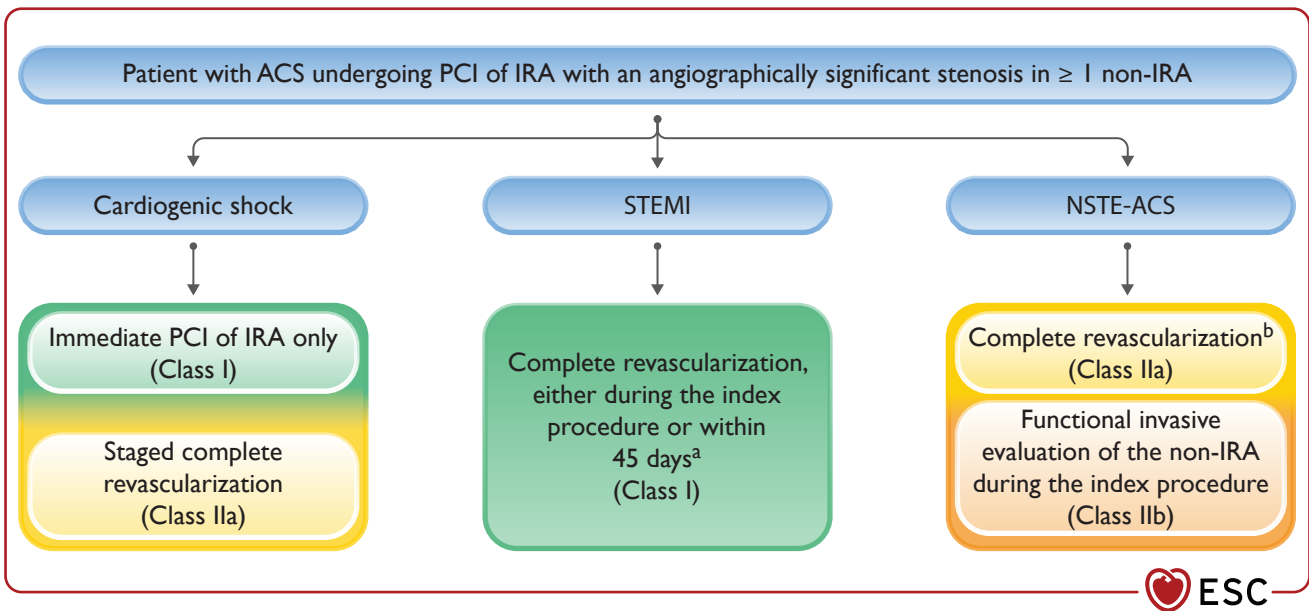 Patient with ACS undergoing PCI of IRA with an angiographically significant stenosis in ≥ 1 non-IRA
Cardiogenic shock
STEMI
NSTE-ACS
Immediate PCI of IRA only
(Class I)
Staged complete
revascularization
(Class IIa)
Complete revascularization,
either during the index
procedure or within
45 daysᵃ
(Class I)
Complete revascularizationᵇ
(Class IIa)
Functional invasive
evaluation of the non-IRA
during the index procedure
(Class IIb)
ESC